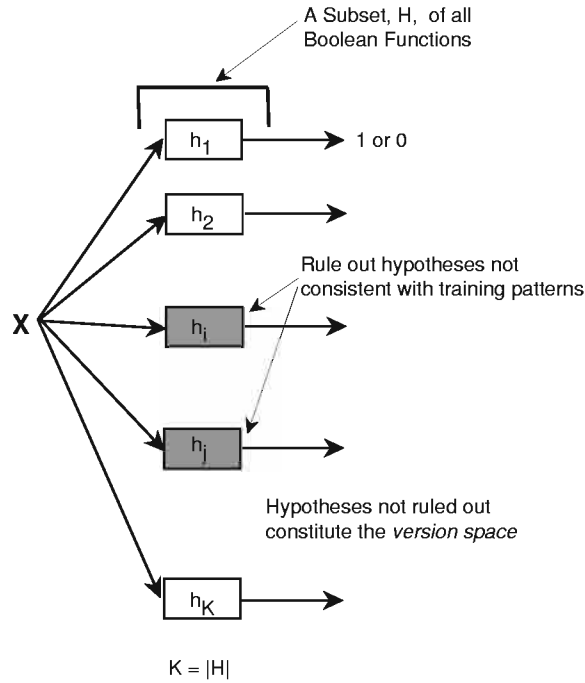 A Subset, H, of all
Boolean Functions
h1
1 or 0
h2
Rule out hypotheses not
consistent with training patterns
X
hi
hj
Hypotheses not ruled out
constitute the version space
hK
K = |H|